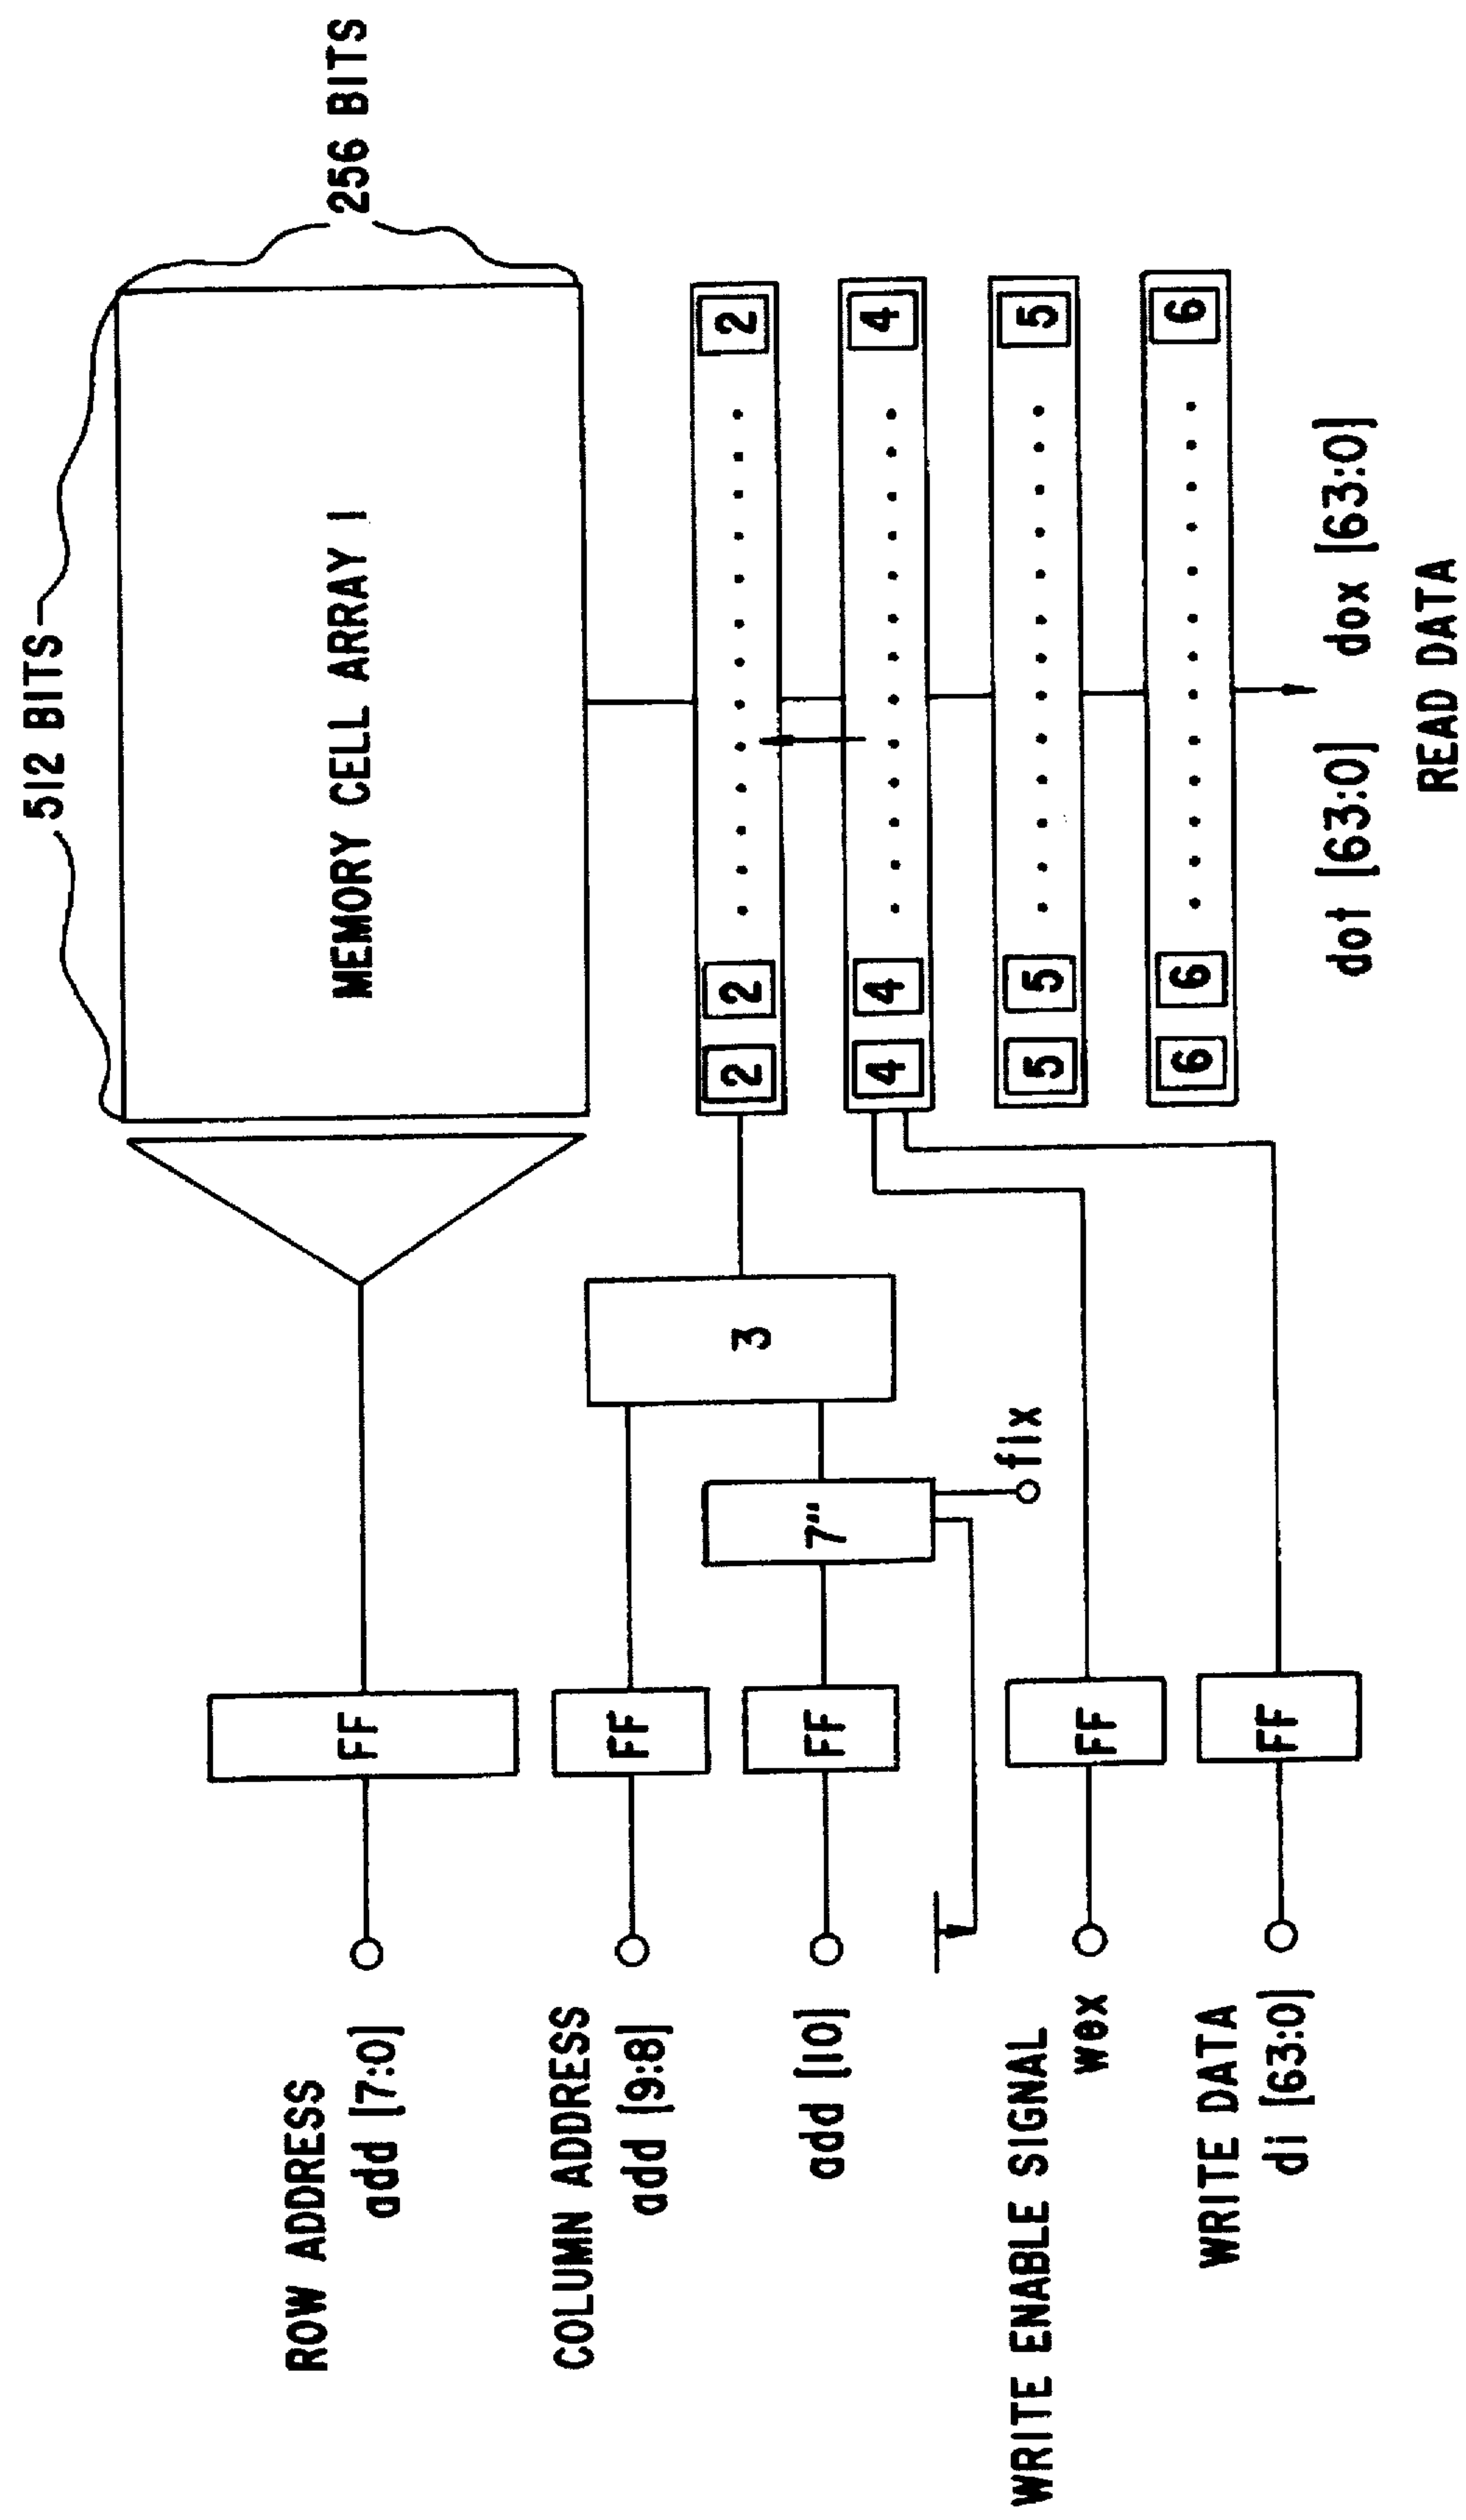 512 BITS
256 BITS
MEMORY CELL ARRAY 1
ROW ADDRESS
add [7:0]
FF
COLUMN ADDRESS
add [9:8]
FF
3
2 2 2
add [10]
FF
7"
fix
4 4 4
WRITE ENABLE SIGNAL
wex
FF
5 5 5
WRITE DATA
di [63:0]
FF
6 6 6
dot [63:0] dox [63:0]
READ DATA